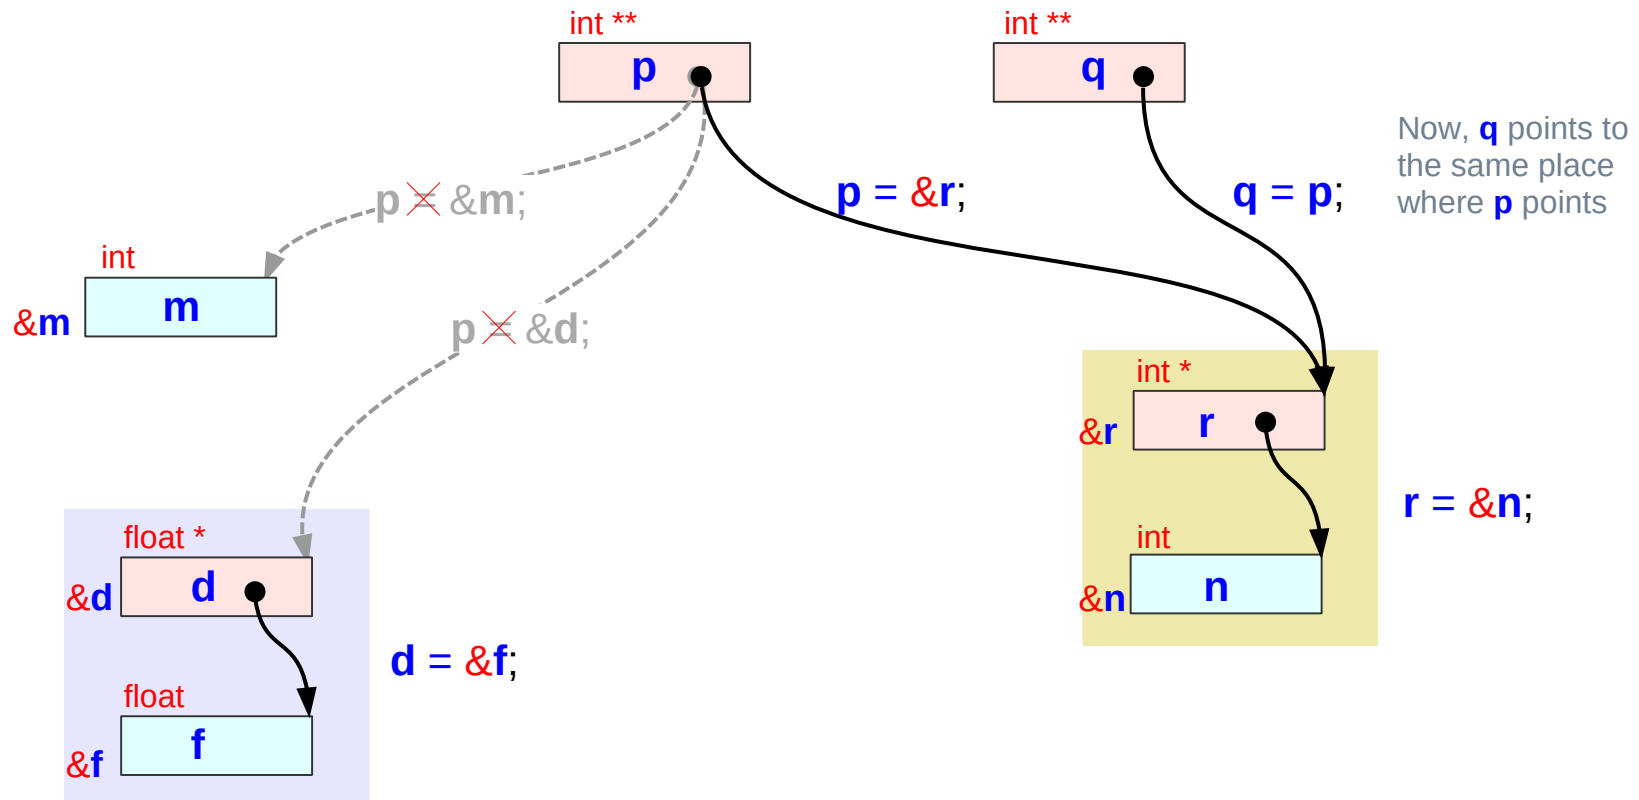 int **
int **
p
q
Now, q points to
the same place
where p points
p = &m;
p = &r;
q = p;
int
m
&m
p = &d;
int *
r
&r
r = &n;
float *
d
&d
int
n
&n
d = &f;
float
f
&f